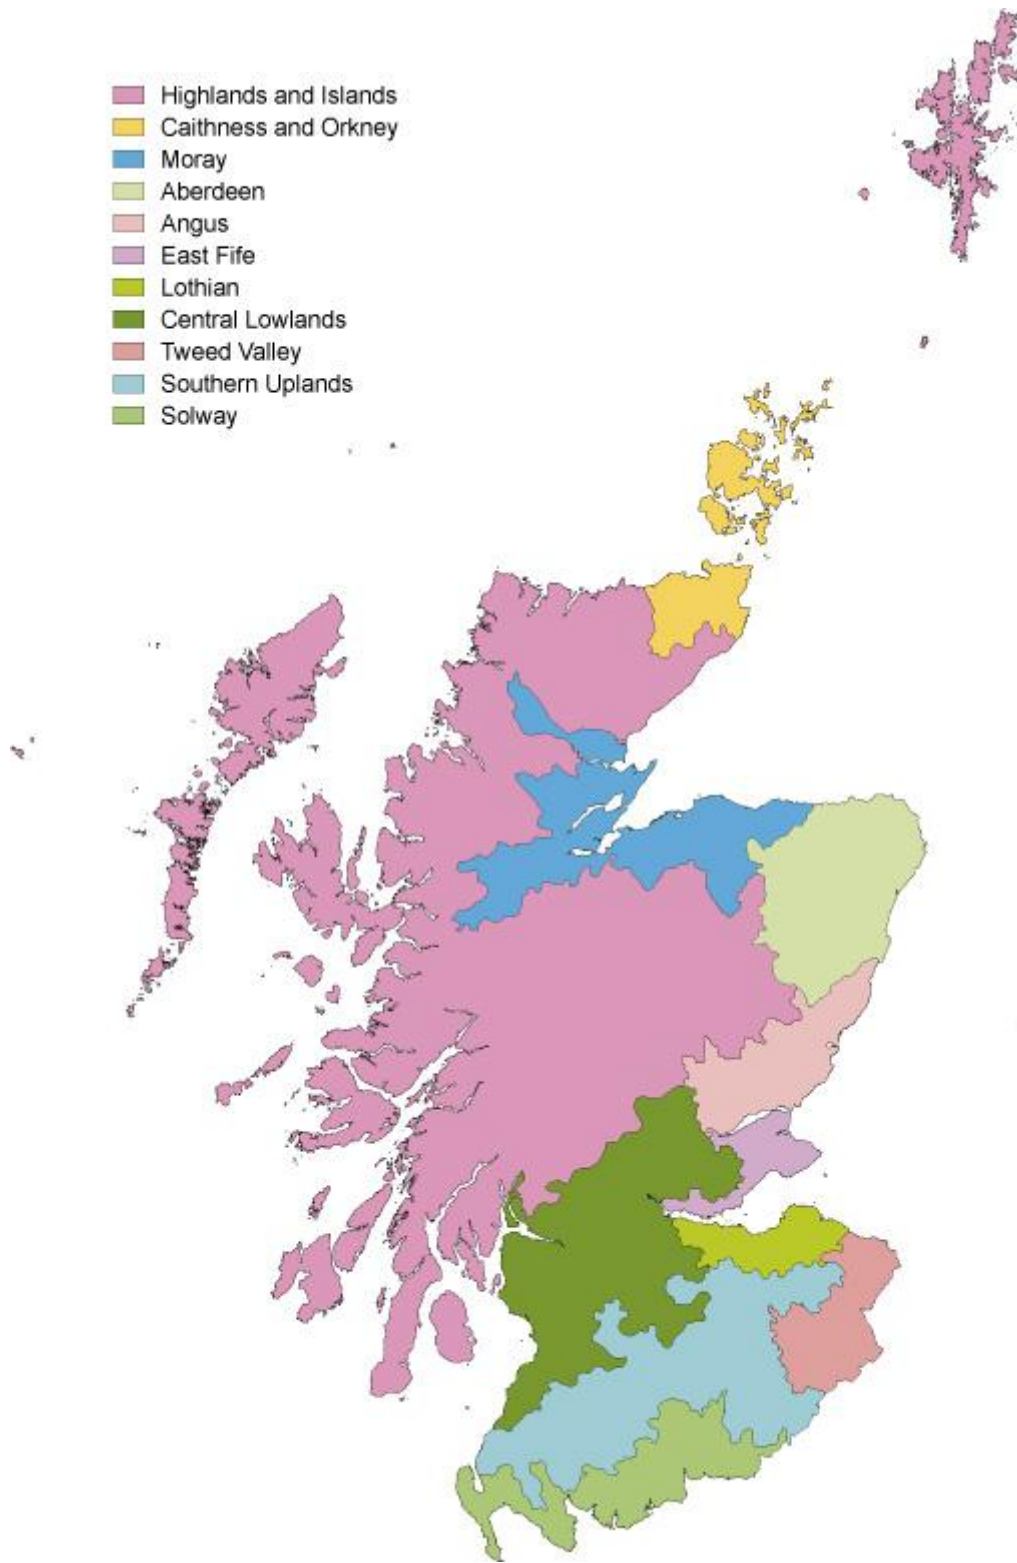 Highlands and Islands
Caithness and Orkney
Moray
Aberdeen
Angus
East Fife
Lothian
Central Lowlands
Tweed Valley
Southern Uplands
Solway